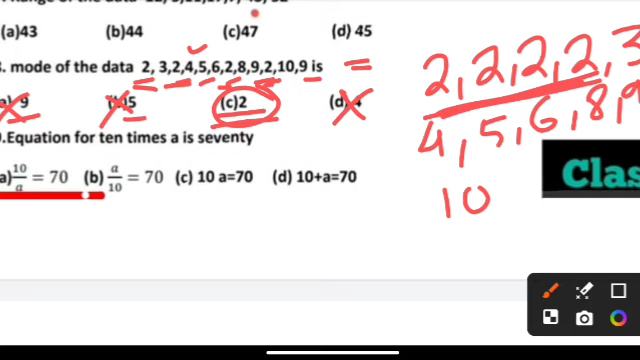 (a)43 (b)44 (c)47 (d) 45
mode of the data 2, 3,2,4,5,6,2,8,9,2,10,9 is =
9 5 (c)2 (d)
.Equation for ten times a is seventy
a) 10/a = 70 (b) a/10 = 70 (c) 10 a=70 (d) 10+a=70
2,2,2,2,3
4,5,6,8,9
10
Clas